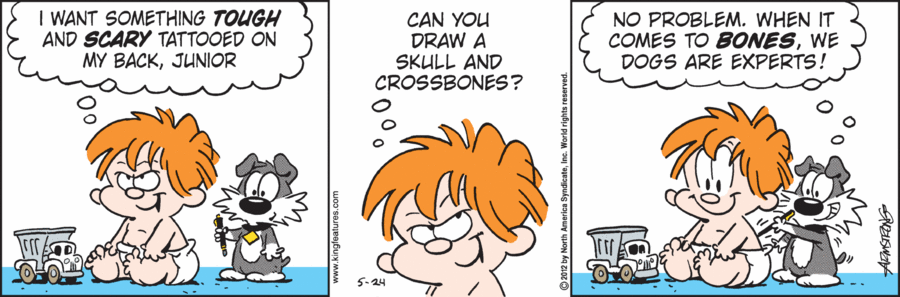 I WANT SOMETHING TOUGH
AND SCARY TATTOOED ON
MY BACK, JUNIOR
www.kingfeatures.com
CAN YOU
DRAW A
SKULL AND
CROSSBONES?
5-24
© 2012 by North America Syndicate, Inc. World rights reserved.
NO PROBLEM. WHEN IT
COMES TO BONES, WE
DOGS ARE EXPERTS!
ARMSTRONG